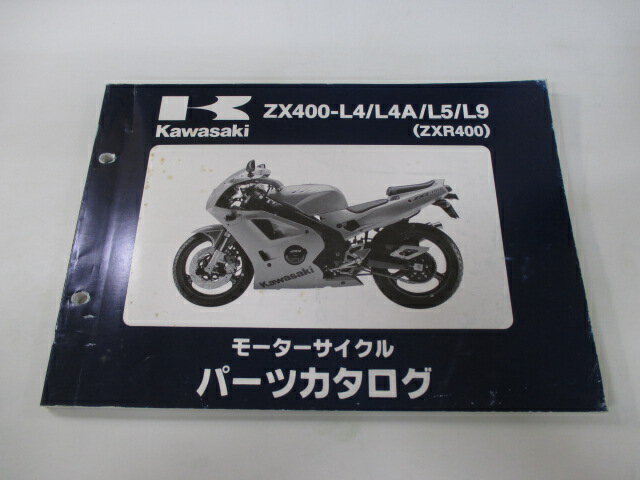 Kawasaki
ZX400-L4/L4A/L5/L9
(ZXR400)
Kawasaki
モーターサイクル
パーツカタログ